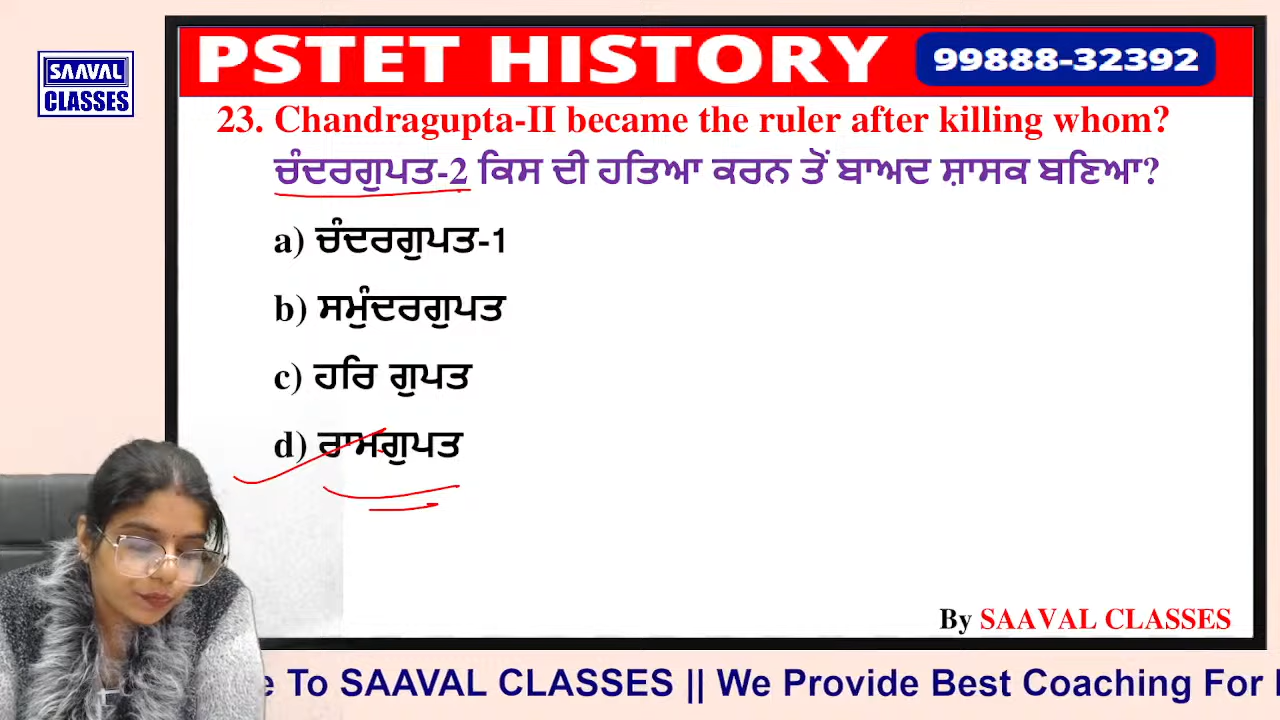 SAAVAL
CLASSES
PSTET HISTORY
99888-32392
23. Chandragupta-II became the ruler after killing whom?
ਚੰਦਰਗੁਪਤ-2 ਕਿਸ ਦੀ ਹਤਿਆ ਕਰਨ ਤੋਂ ਬਾਅਦ ਸ਼ਾਸਕ ਬਣਿਆ?
a) ਚੰਦਰਗੁਪਤ-1
b) ਸਮੁੰਦਰਗੁਪਤ
c) ਹਰਿ ਗੁਪਤ
d) ਰਾਮਗੁਪਤ
By SAAVAL CLASSES
e To SAAVAL CLASSES || We Provide Best Coaching For